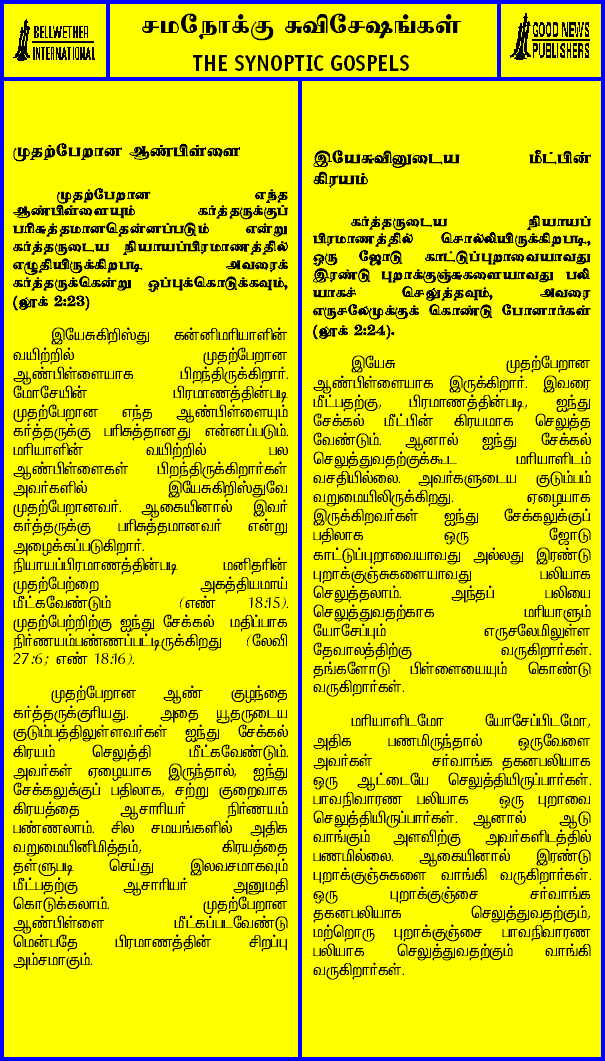 BELLWETHER
INTERNATIONAL
சமநோக்கு சுவிசேஷங்கள்
THE SYNOPTIC GOSPELS
GOOD NEWS
PUBLISHERS
முதற்பேறான ஆண்பிள்ளை
முதற்பேறான எந்த
ஆண்பிள்ளையும் கர்த்தருக்குப்
பரிசுத்தமானதென்னப்படும் என்று
கர்த்தருடைய நியாயப்பிரமாணத்தில்
எழுதியிருக்கிறபடி அவரைக்
கர்த்தருக்கென்று ஒப்புக்கொடுக்கவும்,
(லூக் 2:23)
இயேசுகிறிஸ்து கன்னிமரியாளின்
வயிற்றில் முதற்பேறான
ஆண்பிள்ளையாக பிறந்திருக்கிறார்.
மோசேயின் பிரமாணத்தின்படி
முதற்பேறான எந்த ஆண்பிள்ளையும்
கர்த்தருக்கு பரிசுத்தானது என்னப்படும்.
மரியாளின் வயிற்றில் பல
ஆண்பிள்ளைகள் பிறந்திருக்கிறார்கள்
அவர்களில் இயேசுகிறிஸ்துவே
முதற்பேறானவர். ஆகையினால் இவர்
கர்த்தருக்கு பரிசுத்தமானவர் என்று
அழைக்கப்படுகிறார்.
நியாயப்பிரமாணத்தின்படி மனிதரின்
முதற்பேற்றை அகத்தியமாய்
மீட்கவேண்டும் (எண் 18:15).
முதற்பேற்றிற்கு ஐந்து சேக்கல் மதிப்பாக
நிர்ணயம்பண்ணப்பட்டிருக்கிறது (லேவி
27:6; எண் 18:16).
முதற்பேறான ஆண் குழந்தை
கர்த்தருக்குரியது. அதை யூதருடைய
குடும்பத்திலுள்ளவர்கள் ஐந்து சேக்கல்
கிரயம் செலுத்தி மீட்கவேண்டும்.
அவர்கள் ஏழையாக இருந்தால், ஐந்து
சேக்கலுக்குப் பதிலாக, சற்று குறைவாக
கிரயத்தை ஆசாரியர் நிர்ணயம்
பண்ணலாம். சில சமயங்களில் அதிக
வறுமையினிமித்தம், கிரயத்தை
தள்ளுபடி செய்து இலவசமாகவும்
மீட்பதற்கு ஆசாரியர் அனுமதி
கொடுக்கலாம். முதற்பேறான
ஆண்பிள்ளை மீட்கப்படவேண்டு
மென்பதே பிரமாணத்தின் சிறப்பு
அம்சமாகும்.
இயேசுவினுடைய மீட்பின்
கிரயம்
கர்த்தருடைய நியாயப்
பிரமாணத்தில் சொல்லியிருக்கிறபடி,
ஒரு ஜோடு காட்டுப்புறாவையாவது
இரண்டு புறாக்குஞ்சுகளையாவது பலி
யாகச் செலுத்தவும், அவரை
எருசலேமுக்குக் கொண்டு போனார்கள்
(லூக் 2:24).
இயேசு முதற்பேறான
ஆண்பிள்ளையாக இருக்கிறார். இவரை
மீட்பதற்கு, பிரமாணத்தின்படி, ஐந்து
சேக்கல் மீட்பின் கிரயமாக செலுத்த
வேண்டும். ஆனால் ஐந்து சேக்கல்
செலுத்துவதற்குக்கூட மரியாளிடம்
வசதியில்லை. அவர்களுடைய குடும்பம்
வறுமையிலிருக்கிறது. ஏழையாக
இருக்கிறவர்கள் ஐந்து சேக்கலுக்குப்
பதிலாக ஒரு ஜோடு
காட்டுப்புறாவையாவது அல்லது இரண்டு
புறாக்குஞ்சுகளையாவது பலியாக
செலுத்தலாம். அந்தப் பலியை
செலுத்துவதற்காக மரியாளும்
யோசேப்பும் எருசலேமிலுள்ள
தேவாலத்திற்கு வருகிறார்கள்.
தங்களோடு பிள்ளையையும் கொண்டு
வருகிறார்கள்.
மரியாளிடமோ யோசேப்பிடமோ,
அதிக பணமிருந்தால் ஒருவேளை
அவர்கள் சர்வாங்க தகனபலியாக
ஒரு ஆட்டையே செலுத்தியிருப்பார்கள்.
பாவநிவாரண பலியாக ஒரு புறாவை
செலுத்தியிருப்பார்கள். ஆனால் ஆடு
வாங்கும் அளவிற்கு அவர்களிடத்தில்
பணமில்லை. ஆகையினால் இரண்டு
புறாக்குஞ்சுகளை வாங்கி வருகிறார்கள்.
ஒரு புறாக்குஞ்சை சர்வாங்க
தகனபலியாக செலுத்துவதற்கும்,
மற்றொரு புறாக்குஞ்சை பாவநிவாரண
பலியாக செலுத்துவதற்கும் வாங்கி
வருகிறார்கள்.